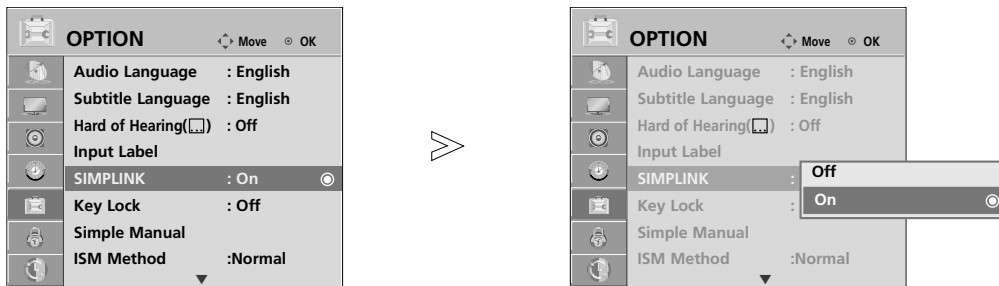 OPTION Move OK
Audio Language : English
Subtitle Language : English
Hard of Hearing( ) : Off
Input Label
SIMPLINK : On
Key Lock : Off
Simple Manual
ISM Method :Normal
OPTION Move OK
Audio Language : English
Subtitle Language : English
Hard of Hearing( ) : Off
Input Label
SIMPLINK :
Key Lock :
Simple Manual
ISM Method :Normal
Off
On